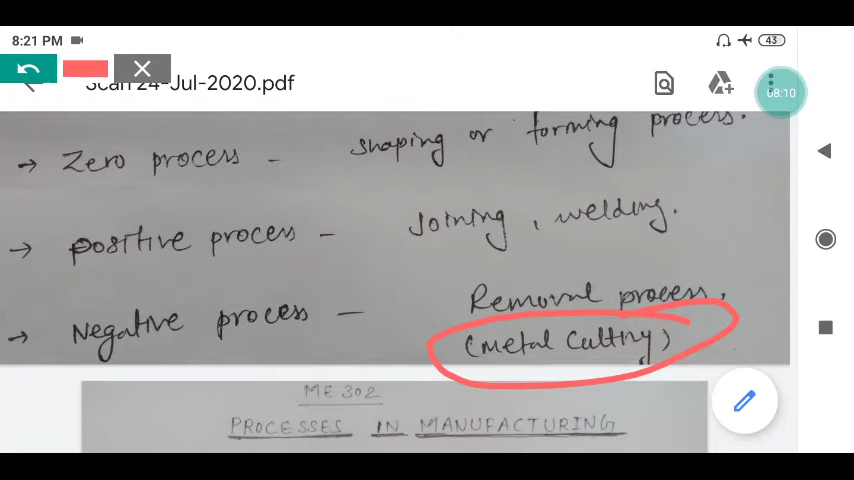 8:21 PM
43
Scan 24-Jul-2020.pdf
08:10
→ Zero process - shaping or forming process.
→ positive process - Joining, welding.
→ Negative process - Removal process,
(metal Cutting)
ME 302
PROCESSES IN MANUFACTURING